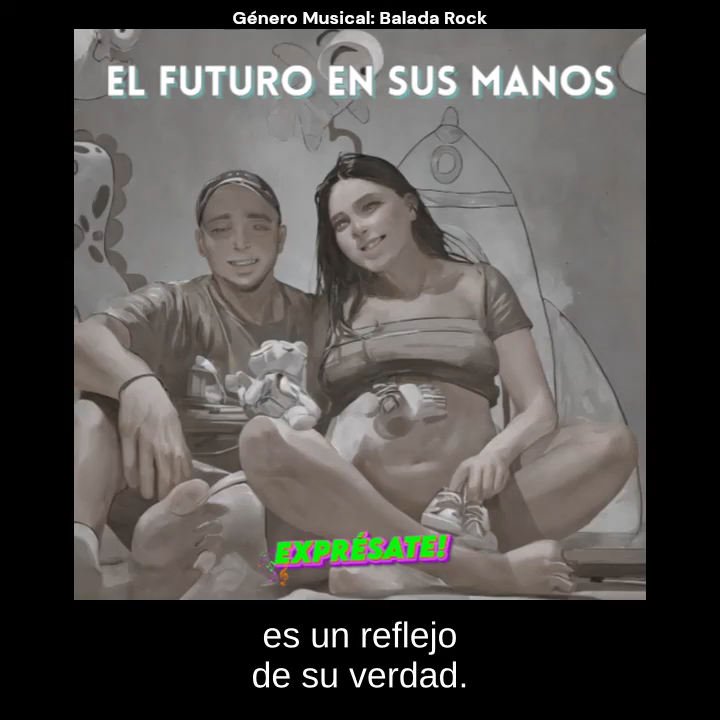 Género Musical: Balada Rock
EL FUTURO EN SUS MANOS
EXPRÉSATE!
es un reflejo
de su verdad.